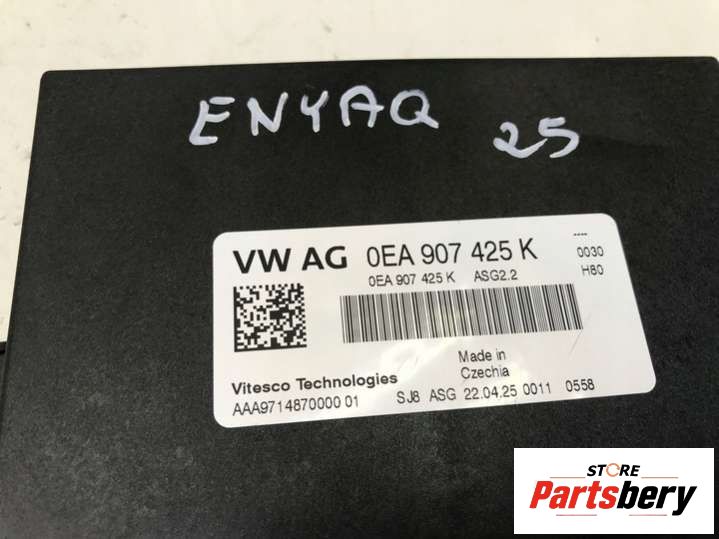 ENYAQ 25
VW AG 0EA 907 425 K ----
0EA 907 425 K ASG2.2 0030
H80
Made in
Czechia
Vitesco Technologies
AAA9714870000 01 SJ8 ASG 22.04.25 0011 0558
STORE
Partsbery